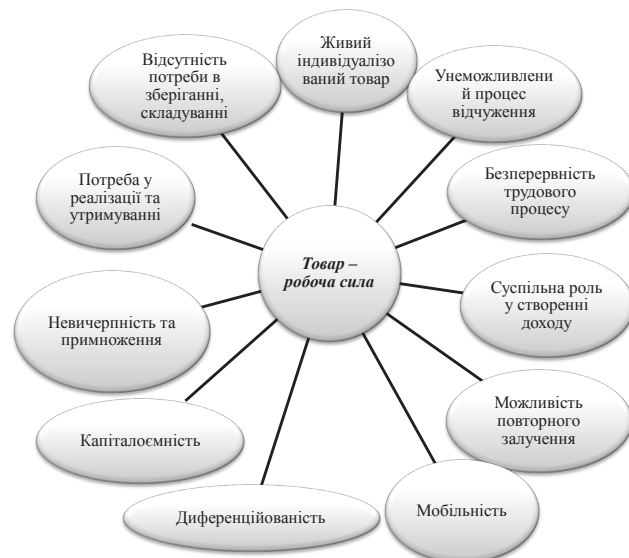 Живий
індивідуалізо
ваний товар
Унеможливлени
й процес
відчуження
Безперервність
трудового
процесу
Суспільна роль
у створенні
доходу
Можливість
повторного
залучення
Мобільність
Диференційованість
Капіталоємність
Невичерпність та
примноження
Потреба у
реалізації та
утримуванні
Відсутність
потреби в
зберіганні,
складуванні
Товар –
робоча сила